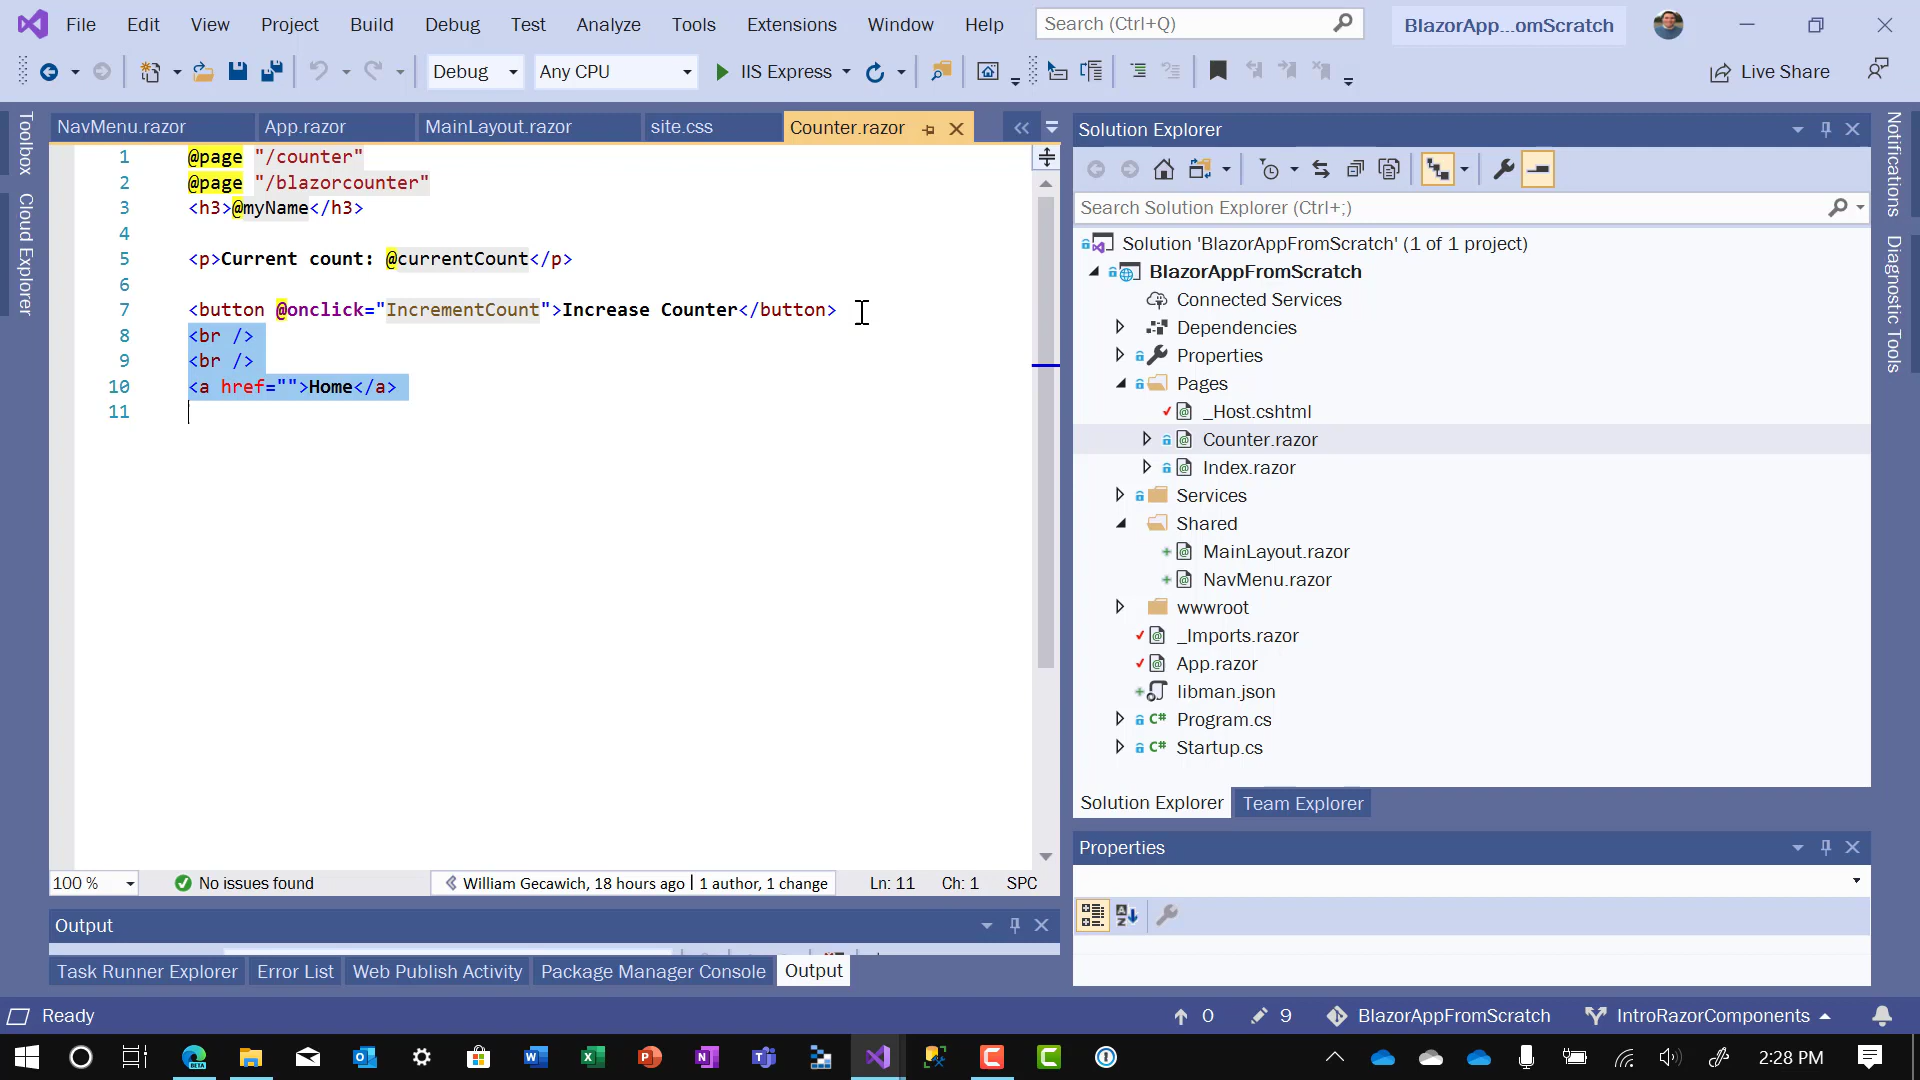 File Edit View Project Build Debug Test Analyze Tools Extensions Window Help Search (Ctrl+Q) BlazorApp...omScratch
Debug Any CPU IIS Express Live Share
Toolbox
Cloud Explorer
NavMenu.razor App.razor MainLayout.razor site.css Counter.razor
1 @page "/counter"
2 @page "/blazorcounter"
3 <h3>@myName</h3>
4
5 <p>Current count: @currentCount</p>
6
7 <button @onclick="IncrementCount">Increase Counter</button>
8 <br />
9 <br />
10 <a href="">Home</a>
11
100 % No issues found William Gecawich, 18 hours ago | 1 author, 1 change Ln: 11 Ch: 1 SPC
Output
Task Runner Explorer Error List Web Publish Activity Package Manager Console Output
Solution Explorer
Search Solution Explorer (Ctrl+;)
Solution 'BlazorAppFromScratch' (1 of 1 project)
BlazorAppFromScratch
Connected Services
Dependencies
Properties
Pages
_Host.cshtml
Counter.razor
Index.razor
Services
Shared
MainLayout.razor
NavMenu.razor
wwwroot
_Imports.razor
App.razor
libman.json
C# Program.cs
C# Startup.cs
Solution Explorer Team Explorer
Properties
Notifications
Diagnostic Tools
Ready 0 9 BlazorAppFromScratch IntroRazorComponents
2:28 PM